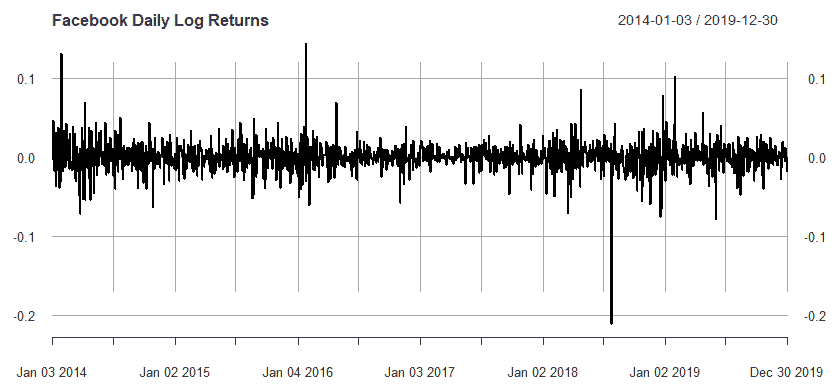 Facebook Daily Log Returns 2014-01-03 / 2019-12-30
0.1 0.1
0.0 0.0
-0.1 -0.1
-0.2 -0.2
Jan 03 2014 Jan 02 2015 Jan 04 2016 Jan 03 2017 Jan 02 2018 Jan 02 2019 Dec 30 2019